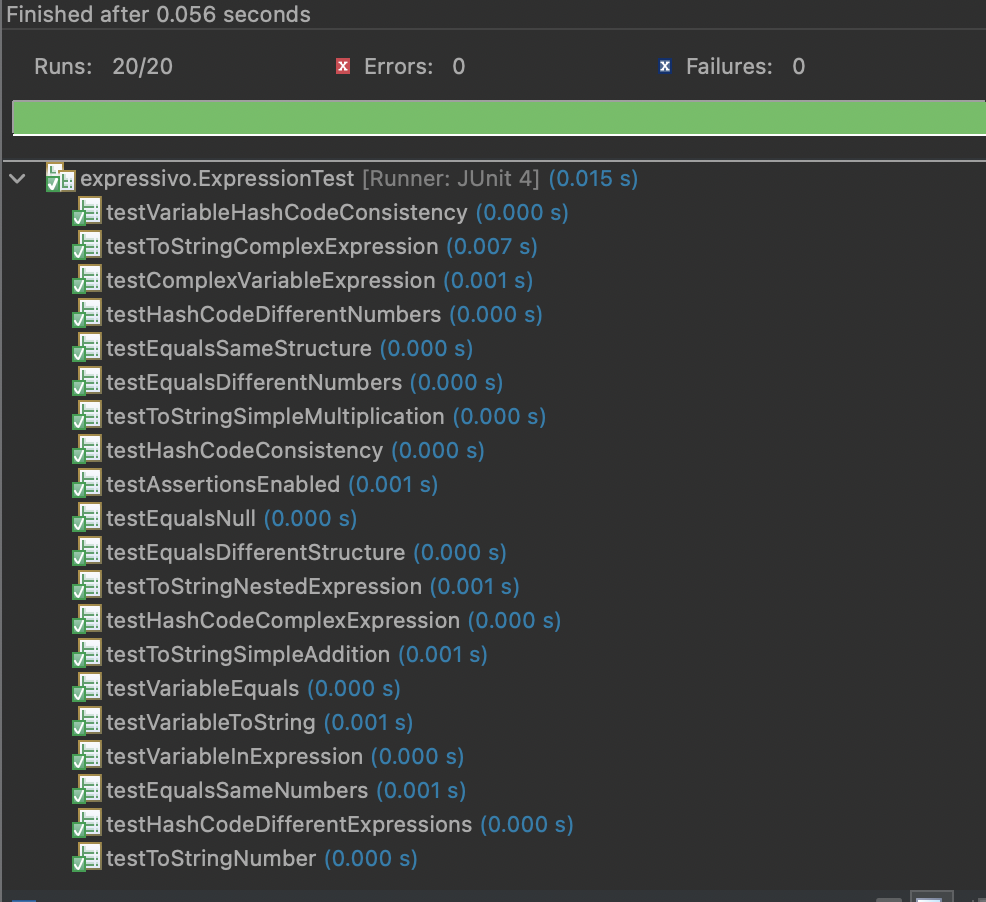 Finished after 0.056 seconds
Runs: 20/20 Errors: 0 Failures: 0
expressivo.ExpressionTest [Runner: JUnit 4] (0.015 s)
testVariableHashCodeConsistency (0.000 s)
testToStringComplexExpression (0.007 s)
testComplexVariableExpression (0.001 s)
testHashCodeDifferentNumbers (0.000 s)
testEqualsSameStructure (0.000 s)
testEqualsDifferentNumbers (0.000 s)
testToStringSimpleMultiplication (0.000 s)
testHashCodeConsistency (0.000 s)
testAssertionsEnabled (0.001 s)
testEqualsNull (0.000 s)
testEqualsDifferentStructure (0.000 s)
testToStringNestedExpression (0.001 s)
testHashCodeComplexExpression (0.000 s)
testToStringSimpleAddition (0.001 s)
testVariableEquals (0.000 s)
testVariableToString (0.001 s)
testVariableInExpression (0.000 s)
testEqualsSameNumbers (0.001 s)
testHashCodeDifferentExpressions (0.000 s)
testToStringNumber (0.000 s)